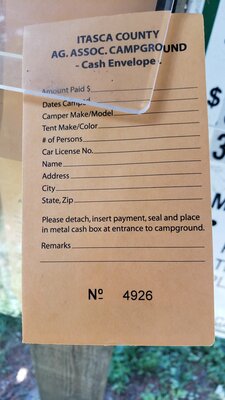 ITASCA COUNTY
AG. ASSOC. CAMPGROUND
- Cash Envelope -
Amount Paid $
Dates Camped
Camper Make/Model
Tent Make/Color
# of Persons
Car License No.
Name
Address
City
State, Zip
Please detach, insert payment, seal and place
in metal cash box at entrance to campground.
Remarks
Nº 4926
$
3